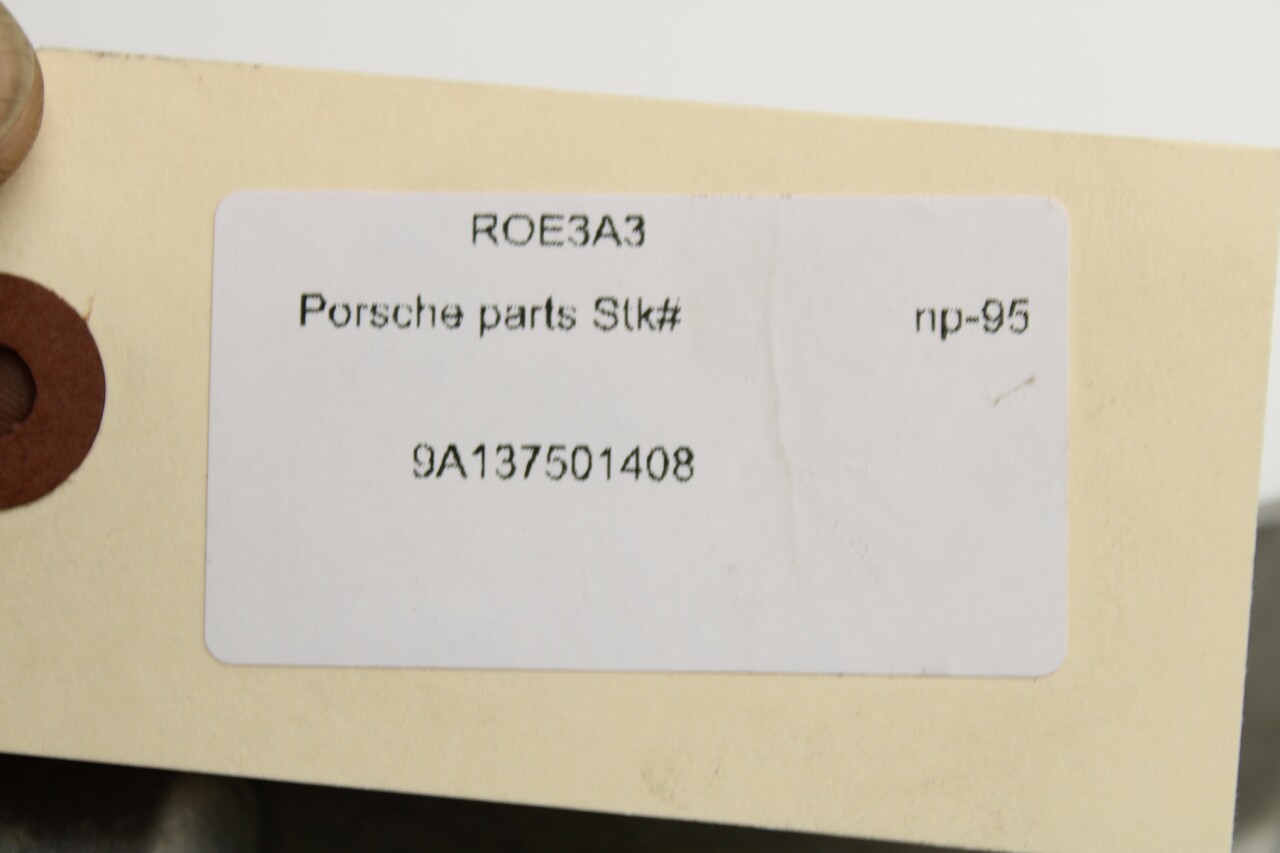 ROE3A3
Porsche parts Stk# np-95
9A137501408